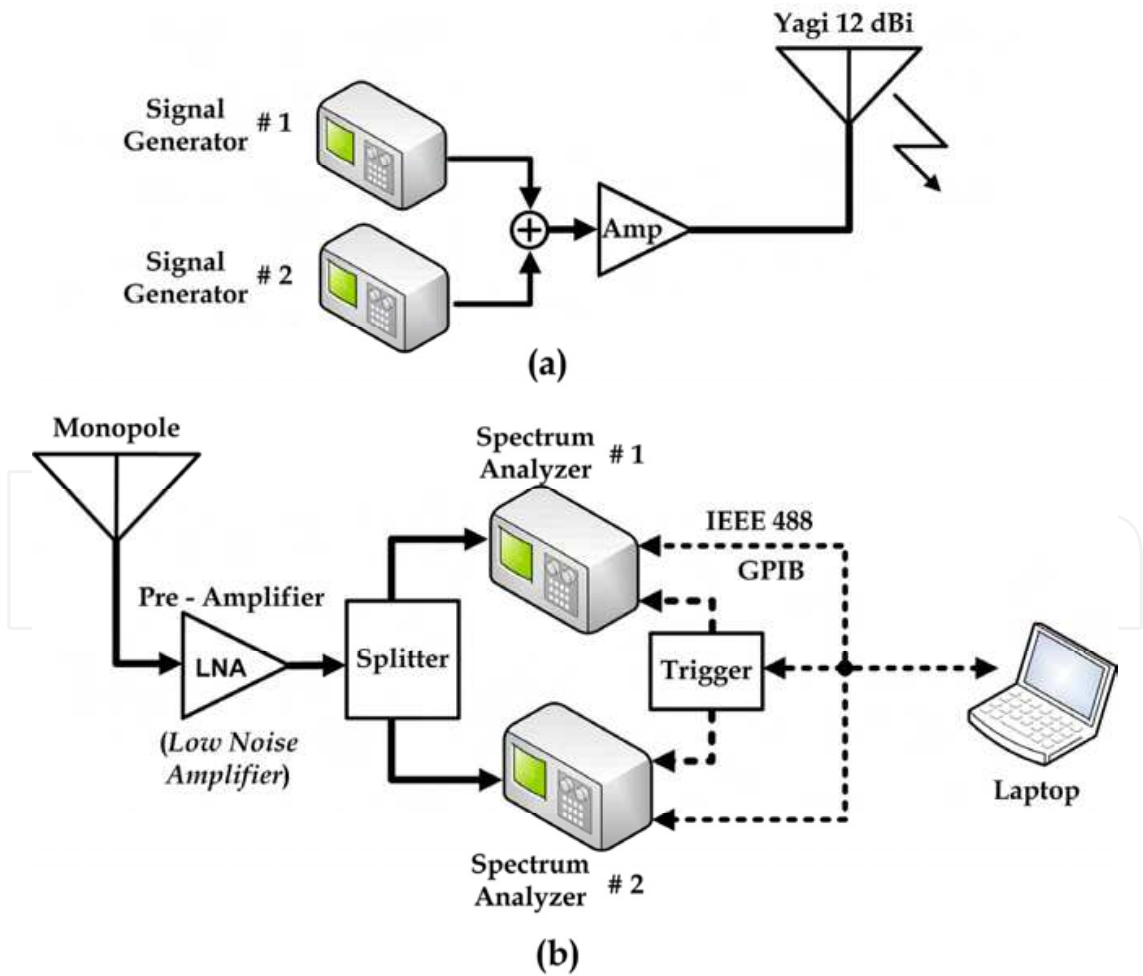 Yagi 12 dBi
Signal
Generator
# 1
Signal
Generator
# 2
+
Amp
(a)
Monopole
Spectrum
Analyzer
# 1
IEEE 488
GPIB
Pre - Amplifier
LNA
Splitter
Trigger
(Low Noise
Amplifier)
Laptop
Spectrum
Analyzer
# 2
(b)